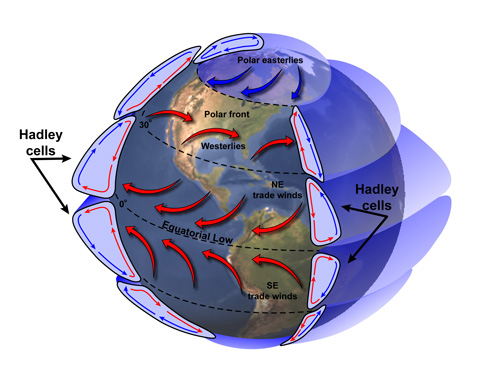 Polar easterlies
Polar front
30°
Westerlies
Hadley
cells
NE
trade winds
Hadley
cells
0°
Equatorial Low
SE
trade winds